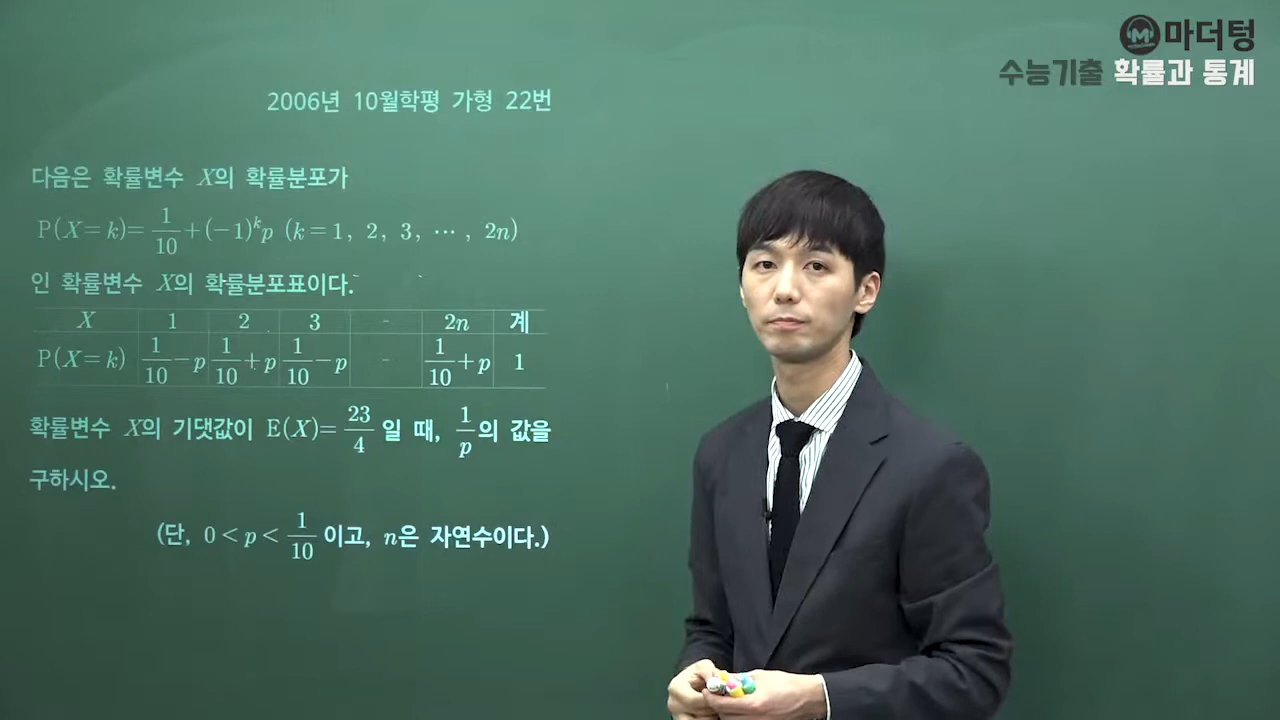 마더텅
수능기출 확률과 통계
2006년 10월학평 가형 22번
다음은 확률변수 X의 확률분포가
P(X=k)=1/10+(-1)^k p (k=1, 2, 3, ⋯, 2n)
인 확률변수 X의 확률분포표이다.
X 1 2 3 2n 계
P(X=k) 1/10-p 1/10+p 1/10-p 1/10+p 1
확률변수 X의 기댓값이 E(X)=23/4 일 때, 1/p의 값을
구하시오.
(단, 0<p<1/10 이고, n은 자연수이다.)